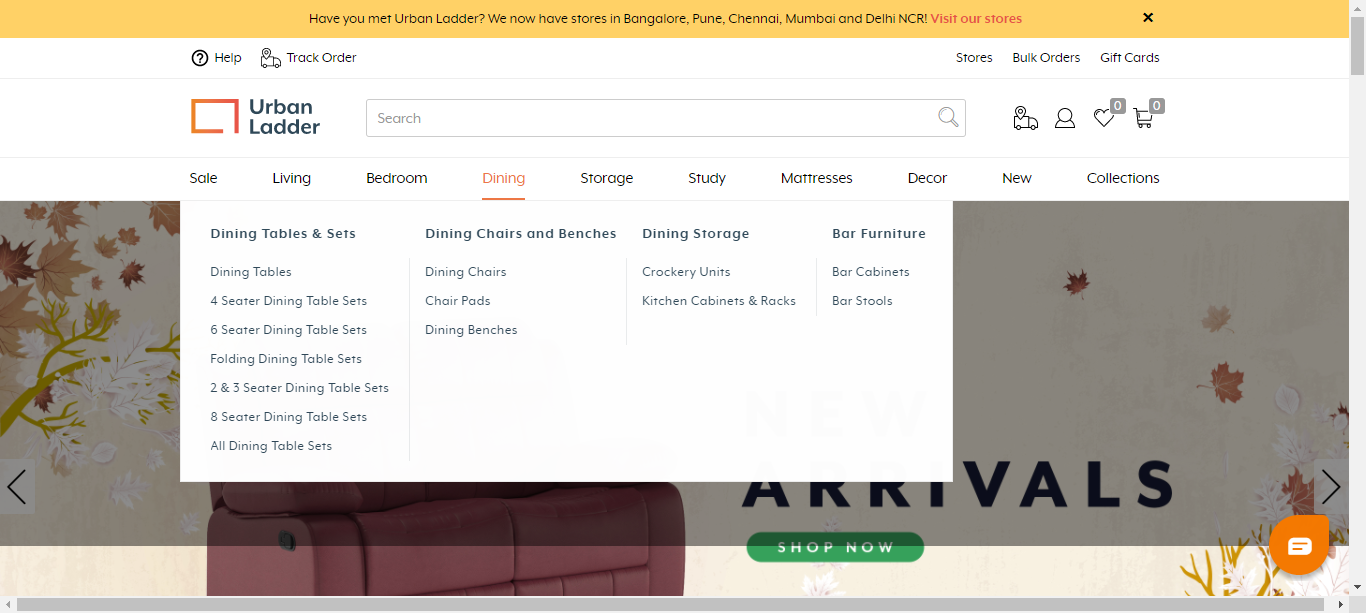 Have you met Urban Ladder? We now have stores in Bangalore, Pune, Chennai, Mumbai and Delhi NCR! Visit our stores
Help Track Order Stores Bulk Orders Gift Cards
Urban
Ladder
Search
0 0
Sale Living Bedroom Dining Storage Study Mattresses Decor New Collections
Dining Tables & Sets
Dining Tables
4 Seater Dining Table Sets
6 Seater Dining Table Sets
Folding Dining Table Sets
2 & 3 Seater Dining Table Sets
8 Seater Dining Table Sets
All Dining Table Sets
Dining Chairs and Benches
Dining Chairs
Chair Pads
Dining Benches
Dining Storage
Crockery Units
Kitchen Cabinets & Racks
Bar Furniture
Bar Cabinets
Bar Stools
NEW
ARRIVALS
SHOP NOW